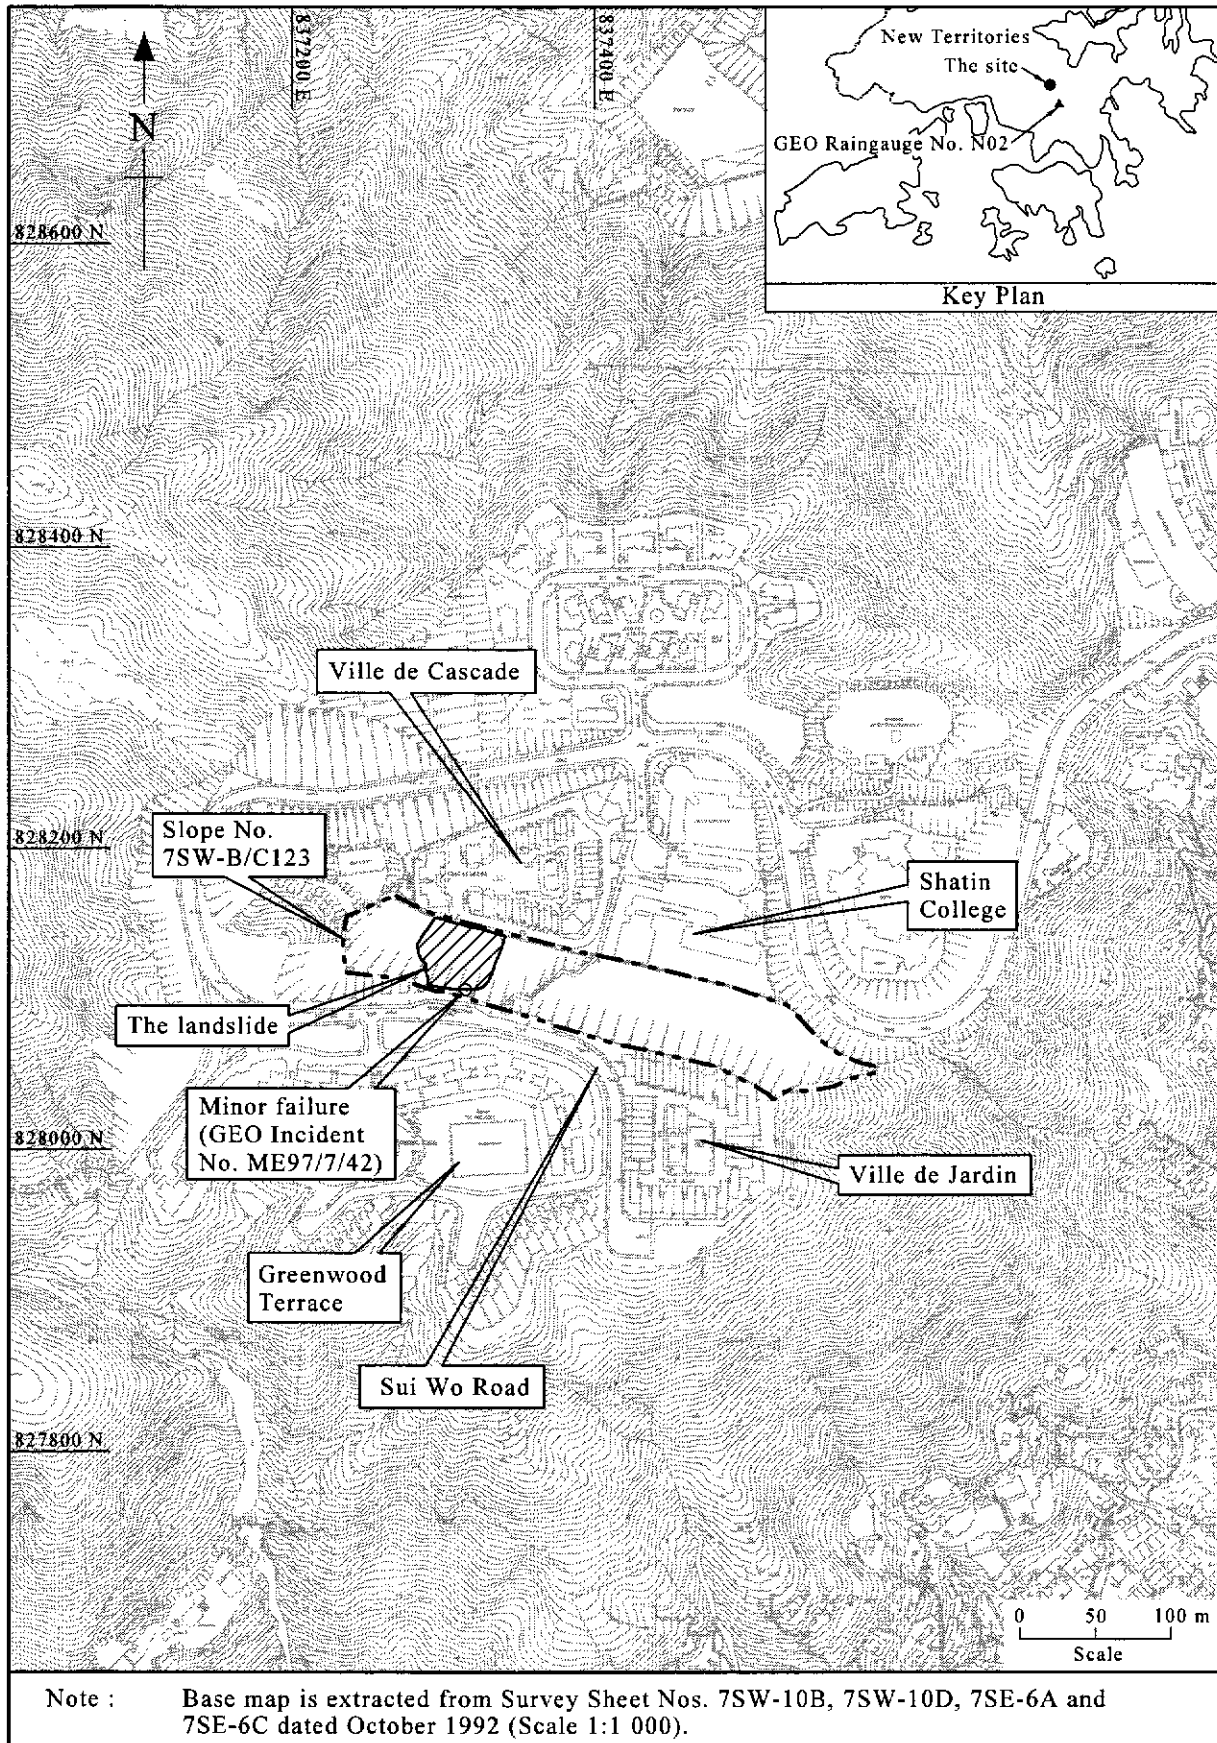 837200 E
837400 E
N
New Territories
The site
GEO Raingauge No. N02
Key Plan
828600 N
828400 N
Ville de Cascade
828200 N
Slope No.
7SW-B/C123
Shatin
College
The landslide
Minor failure
(GEO Incident
No. ME97/7/42)
828000 N
Ville de Jardin
Greenwood
Terrace
Sui Wo Road
827800 N
0 50 100 m
Scale
Note : Base map is extracted from Survey Sheet Nos. 7SW-10B, 7SW-10D, 7SE-6A and
7SE-6C dated October 1992 (Scale 1:1 000).